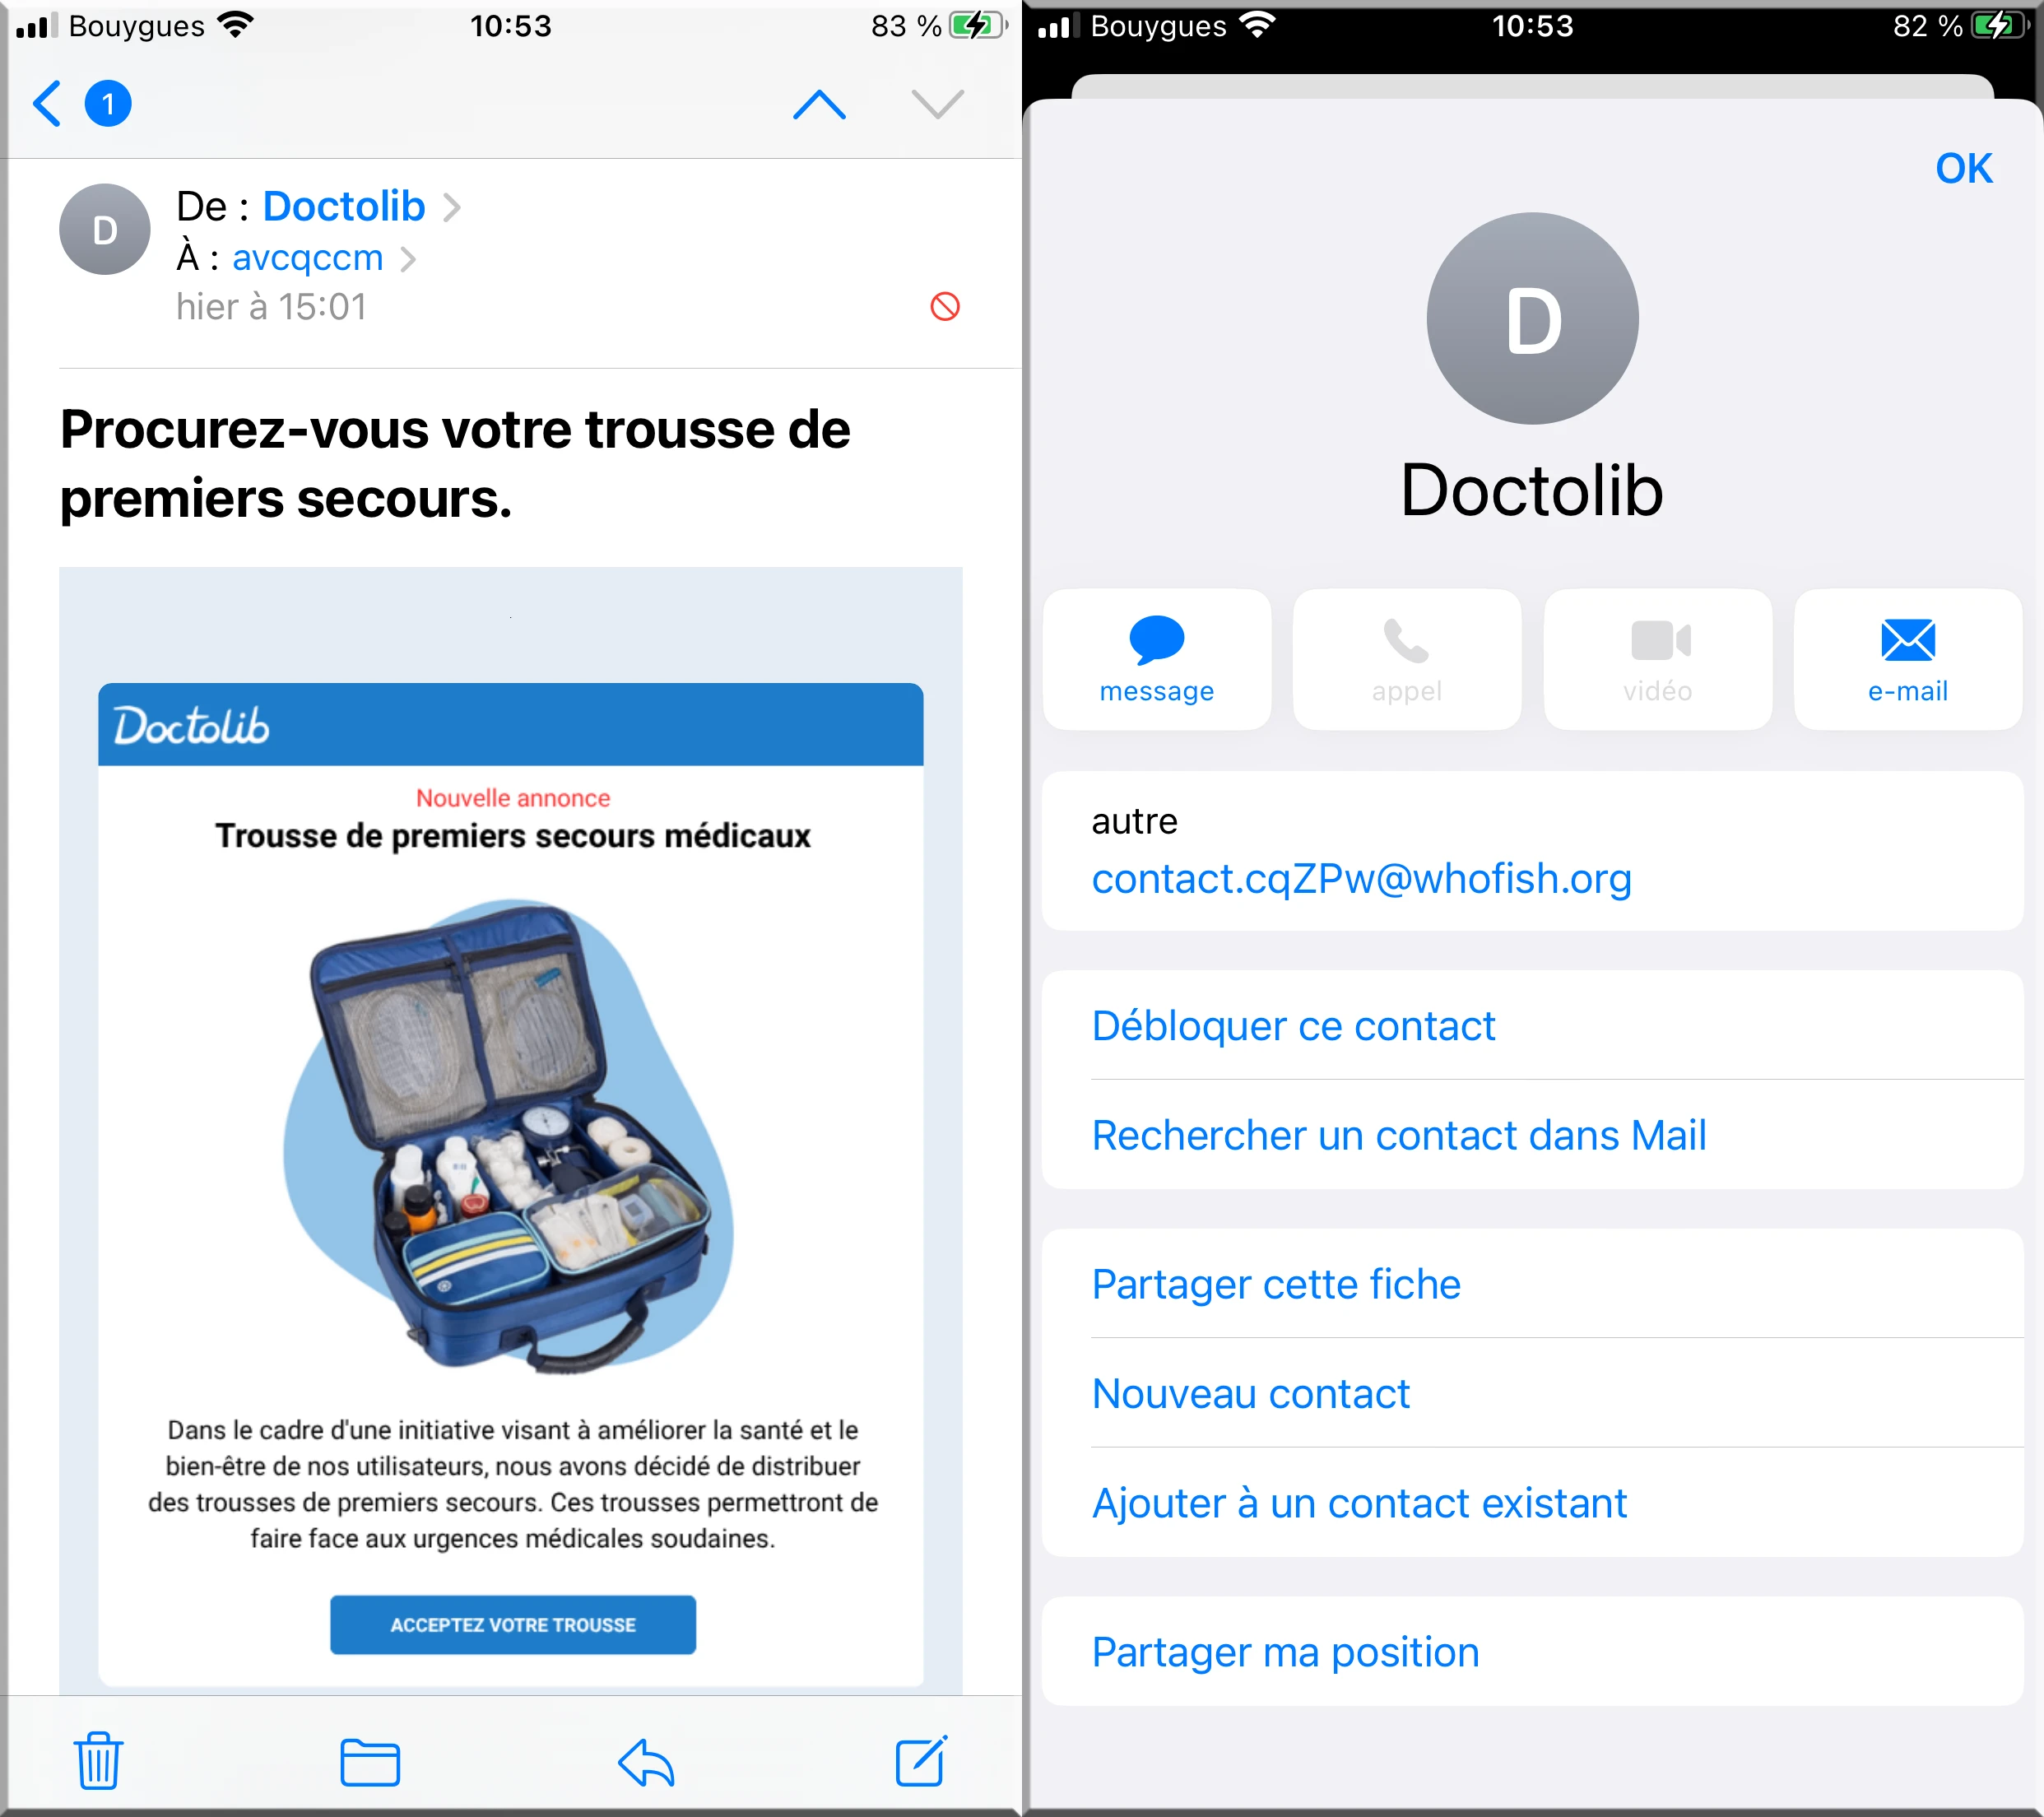 Bouygues 10:53 83 %
1
D
De : Doctolib
À : avcqccm
hier à 15:01
Procurez-vous votre trousse de
premiers secours.
Doctolib
Nouvelle annonce
Trousse de premiers secours médicaux
Dans le cadre d'une initiative visant à améliorer la santé et le
bien-être de nos utilisateurs, nous avons décidé de distribuer
des trousses de premiers secours. Ces trousses permettront de
faire face aux urgences médicales soudaines.
ACCEPTEZ VOTRE TROUSSE
Bouygues 10:53 82 %
OK
D
Doctolib
message appel vidéo e-mail
autre
contact.cqZPw@whofish.org
Débloquer ce contact
Rechercher un contact dans Mail
Partager cette fiche
Nouveau contact
Ajouter à un contact existant
Partager ma position